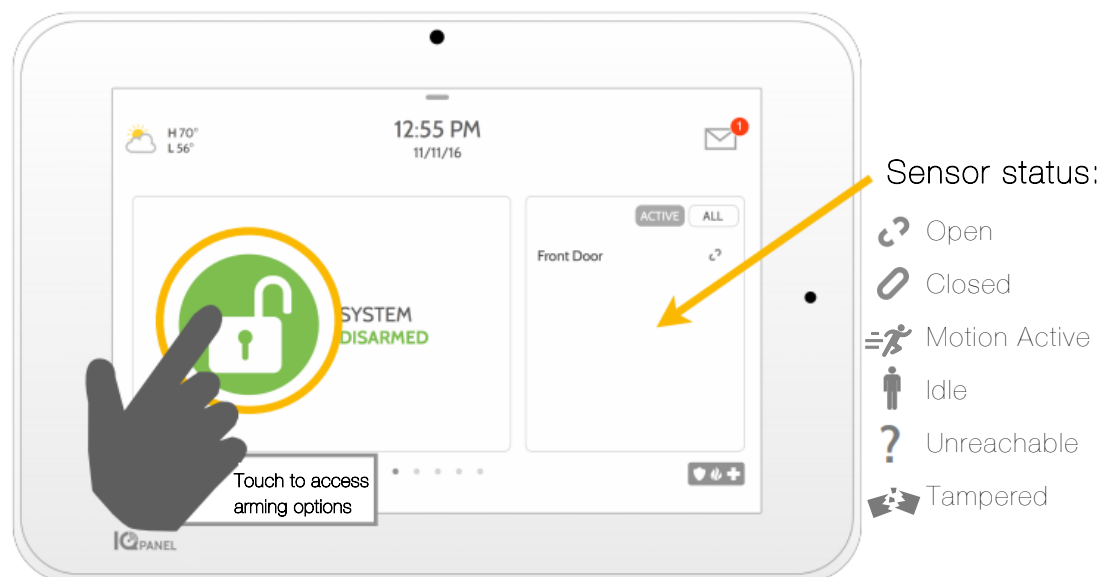 H 70°
L 56°
12:55 PM
11/11/16
1
Sensor status:
ACTIVE ALL
Front Door
SYSTEM
DISARMED
Open
Closed
Motion Active
Idle
? Unreachable
Tampered
Touch to access
arming options
IQ PANEL